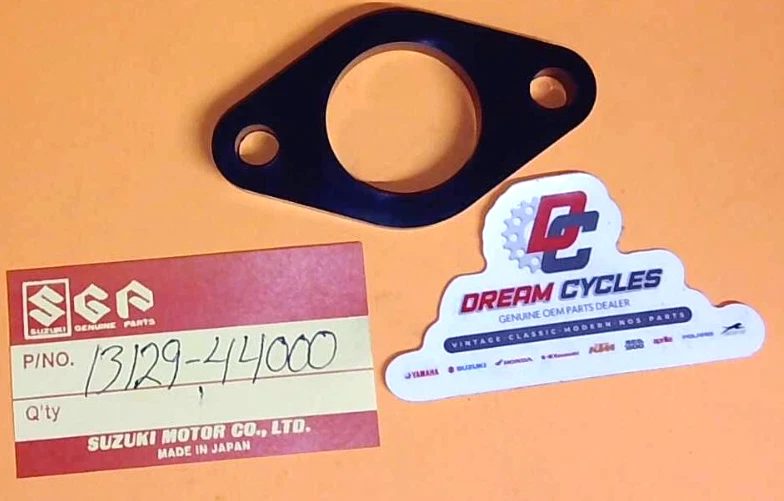 SGP
SUZUKI GENUINE PARTS
P/NO. 13129-44000
Q'ty
SUZUKI MOTOR CO., LTD.
MADE IN JAPAN
DC
DREAM CYCLES
GENUINE OEM PARTS DEALER
VINTAGE-CLASSIC-MODERN-NOS-PARTS
YAMAHA SUZUKI HONDA Kawasaki KTM aprilia POLARIS